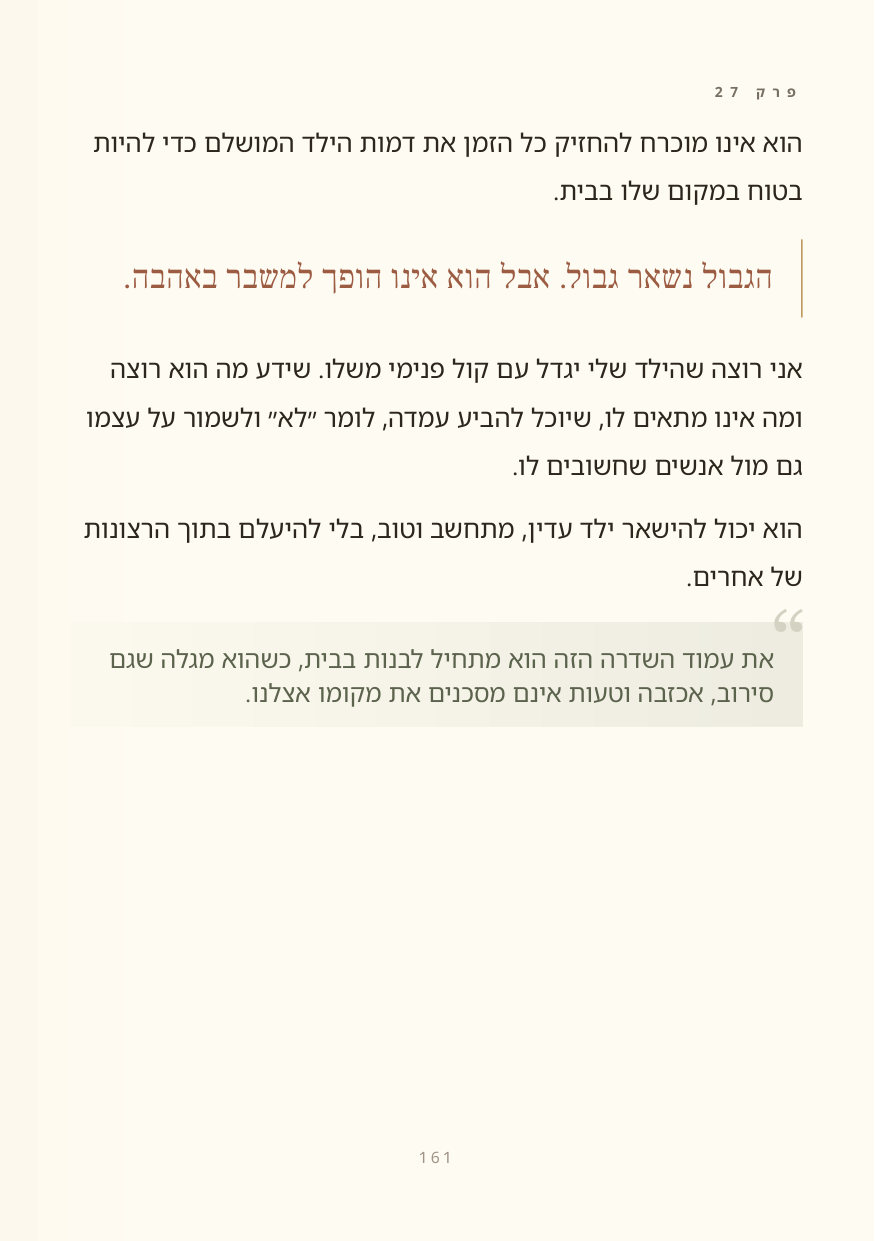 פרק 27
הוא אינו מוכרח להחזיק כל הזמן את דמות הילד המושלם כדי להיות
בטוח במקום שלו בבית.
הגבול נשאר גבול. אבל הוא אינו הופך למשבר באהבה.
אני רוצה שהילד שלי יגדל עם קול פנימי משלו. שידע מה הוא רוצה
ומה אינו מתאים לו, שיוכל להביע עמדה, לומר ״לא״ ולשמור על עצמו
גם מול אנשים שחשובים לו.
הוא יכול להישאר ילד עדין, מתחשב וטוב, בלי להיעלם בתוך הרצונות
של אחרים.
“
את עמוד השדרה הזה הוא מתחיל לבנות בבית, כשהוא מגלה שגם
סירוב, אכזבה וטעות אינם מסכנים את מקומו אצלנו.
161